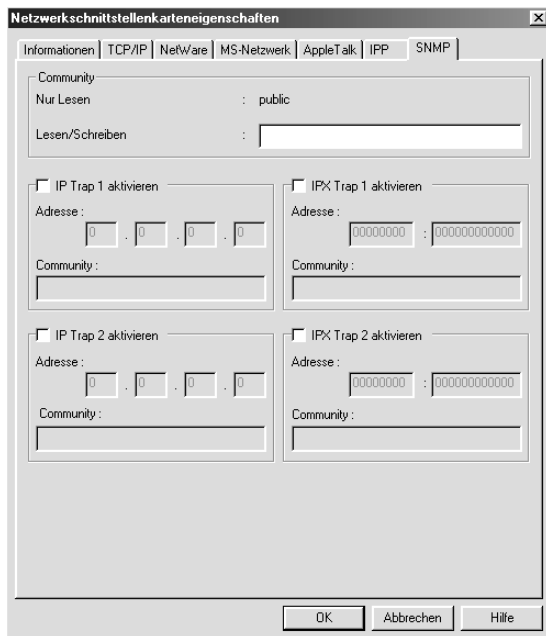 Netzwerkschnittstellenkarteneigenschaften
Informationen TCP/IP NetWare MS-Netzwerk AppleTalk IPP SNMP
Community
Nur Lesen : public
Lesen/Schreiben :
IP Trap 1 aktivieren
Adresse :
0 . 0 . 0 . 0
Community :
IPX Trap 1 aktivieren
Adresse :
00000000 : 000000000000
Community :
IP Trap 2 aktivieren
Adresse :
0 . 0 . 0 . 0
Community :
IPX Trap 2 aktivieren
Adresse :
00000000 : 000000000000
Community :
OK Abbrechen Hilfe